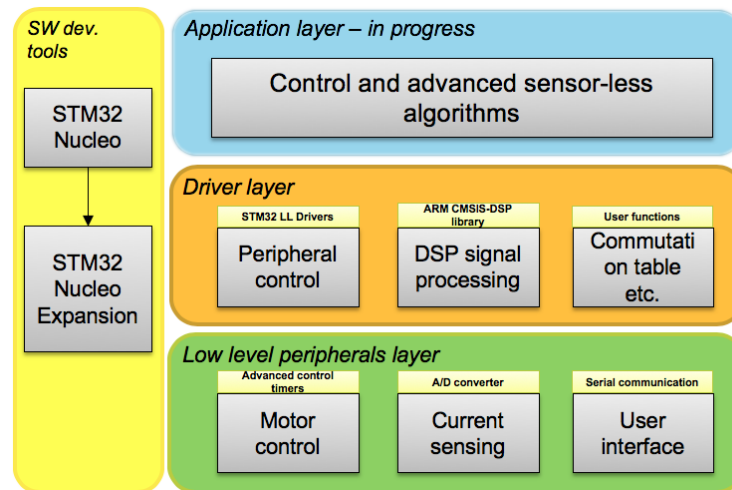 SW dev.
tools
STM32
Nucleo
STM32
Nucleo
Expansion
Application layer – in progress
Control and advanced sensor-less
algorithms
Driver layer
STM32 LL Drivers
Peripheral
control
ARM CMSIS-DSP
library
DSP signal
processing
User functions
Commutati
on table
etc.
Low level peripherals layer
Advanced control
timers
Motor
control
A/D converter
Current
sensing
Serial communication
User
interface